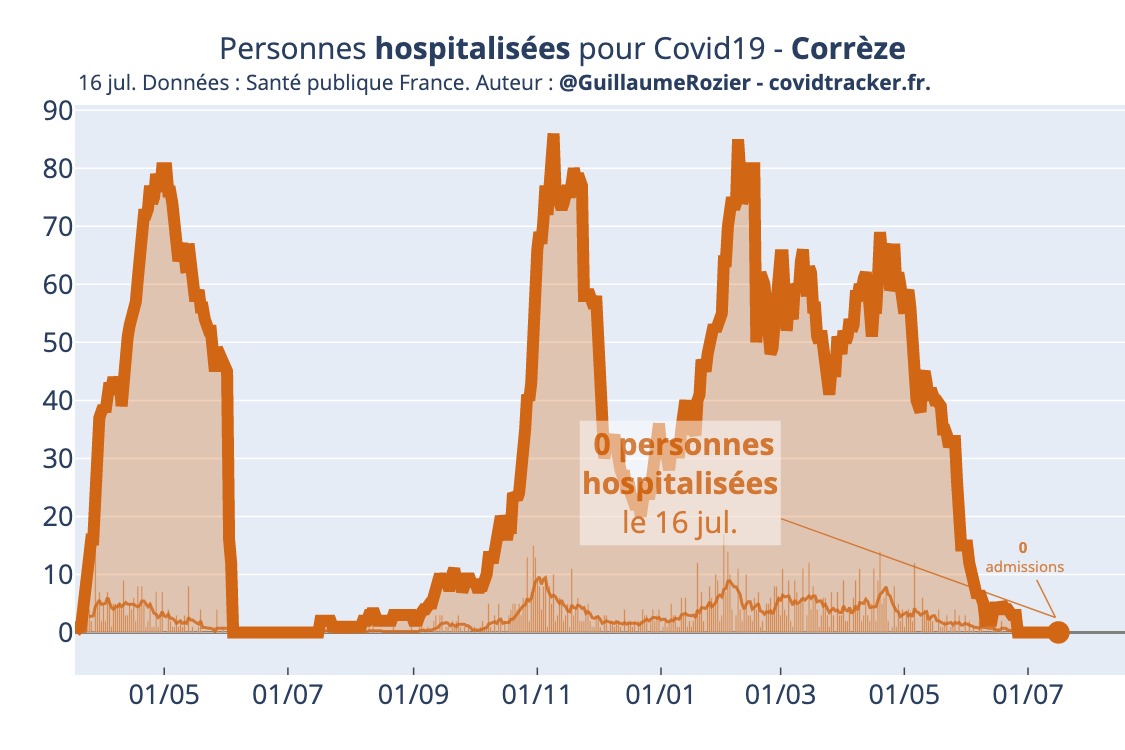 Personnes hospitalisées pour Covid19 - Corrèze
16 jul. Données : Santé publique France. Auteur : @GuillaumeRozier - covidtracker.fr.
90
80
70
60
50
40
30
20
10
0
0 personnes
hospitalisées
le 16 jul.
0
admissions
01/05 01/07 01/09 01/11 01/01 01/03 01/05 01/07